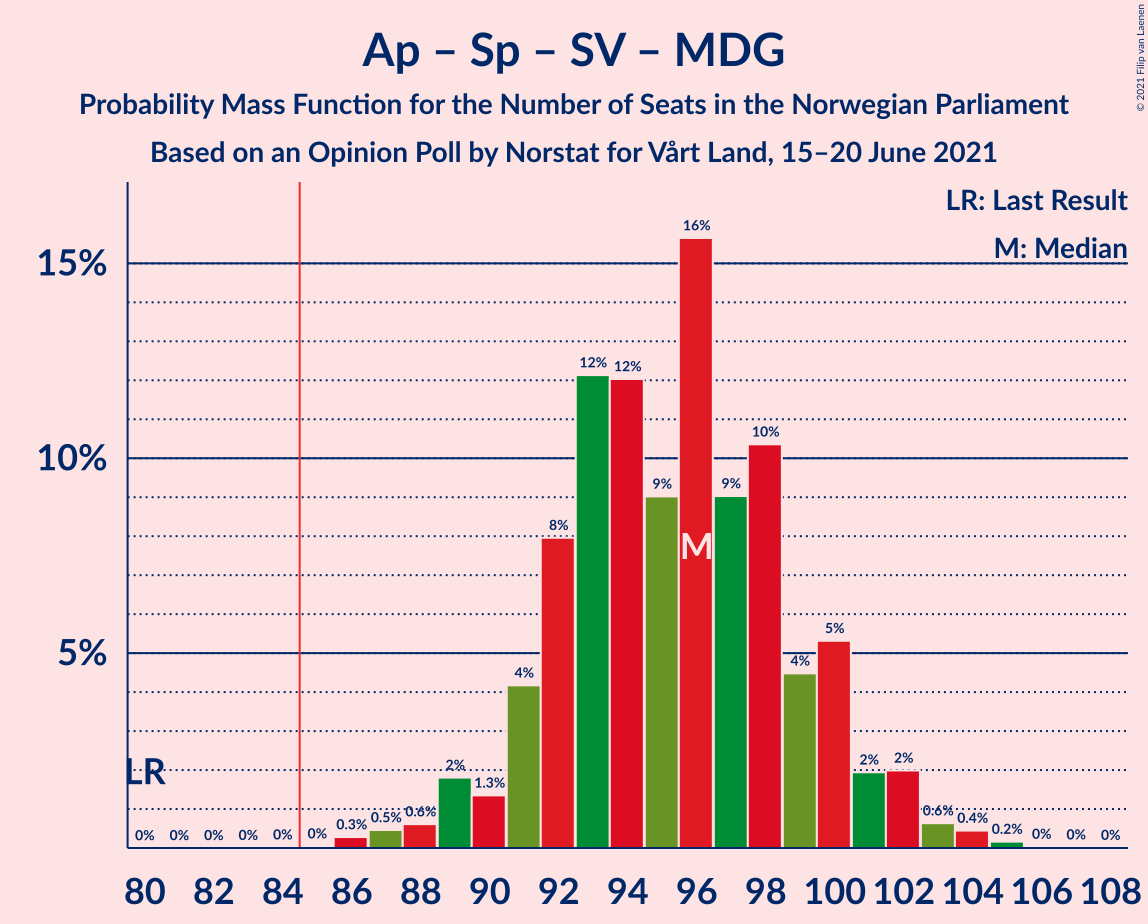 Ap – Sp – SV – MDG
Probability Mass Function for the Number of Seats in the Norwegian Parliament
Based on an Opinion Poll by Norstat for Vårt Land, 15–20 June 2021
© 2021 Filip van Laenen
LR: Last Result
M: Median
15%
10%
5%
LR
M
0% 0% 0% 0% 0% 0% 0.3% 0.5% 0.6% 2% 1.3% 4% 8% 12% 12% 9% 16% 9% 10% 4% 5% 2% 2% 0.6% 0.4% 0.2% 0% 0% 0%
80 82 84 86 88 90 92 94 96 98 100 102 104 106 108